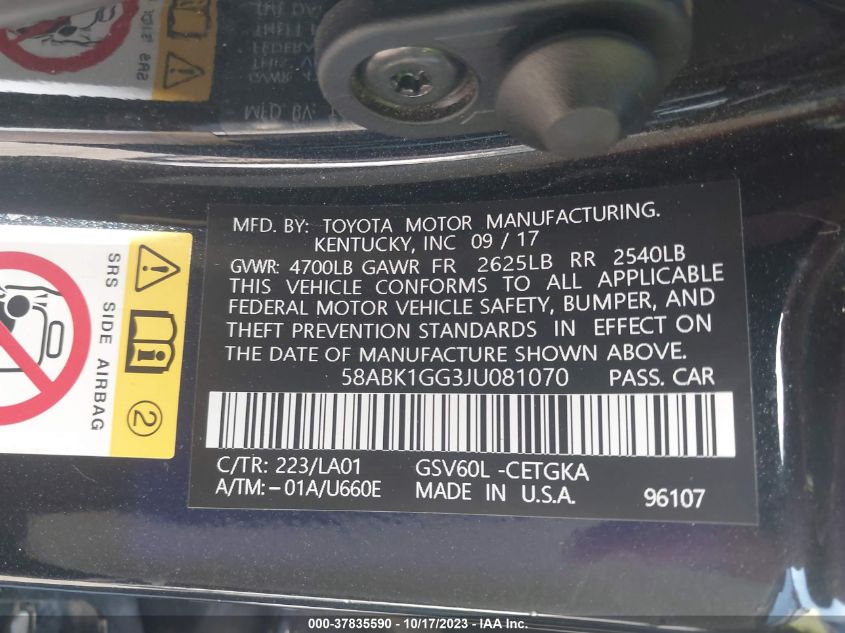 MFD. BY: TOYOTA MOTOR MANUFACTURING.
KENTUCKY, INC 09 / 17
GVWR: 4700LB GAWR FR 2625LB RR 2540LB
THIS VEHICLE CONFORMS TO ALL APPLICABLE
FEDERAL MOTOR VEHICLE SAFETY, BUMPER, AND
THEFT PREVENTION STANDARDS IN EFFECT ON
THE DATE OF MANUFACTURE SHOWN ABOVE.
58ABK1GG3JU081070 PASS. CAR
C/TR: 223/LA01 GSV60L -CETGKA
A/TM: -01A/U660E MADE IN U.S.A. 96107
SRS SIDE AIRBAG
2
000-37835590 - 10/17/2023 - IAA Inc.